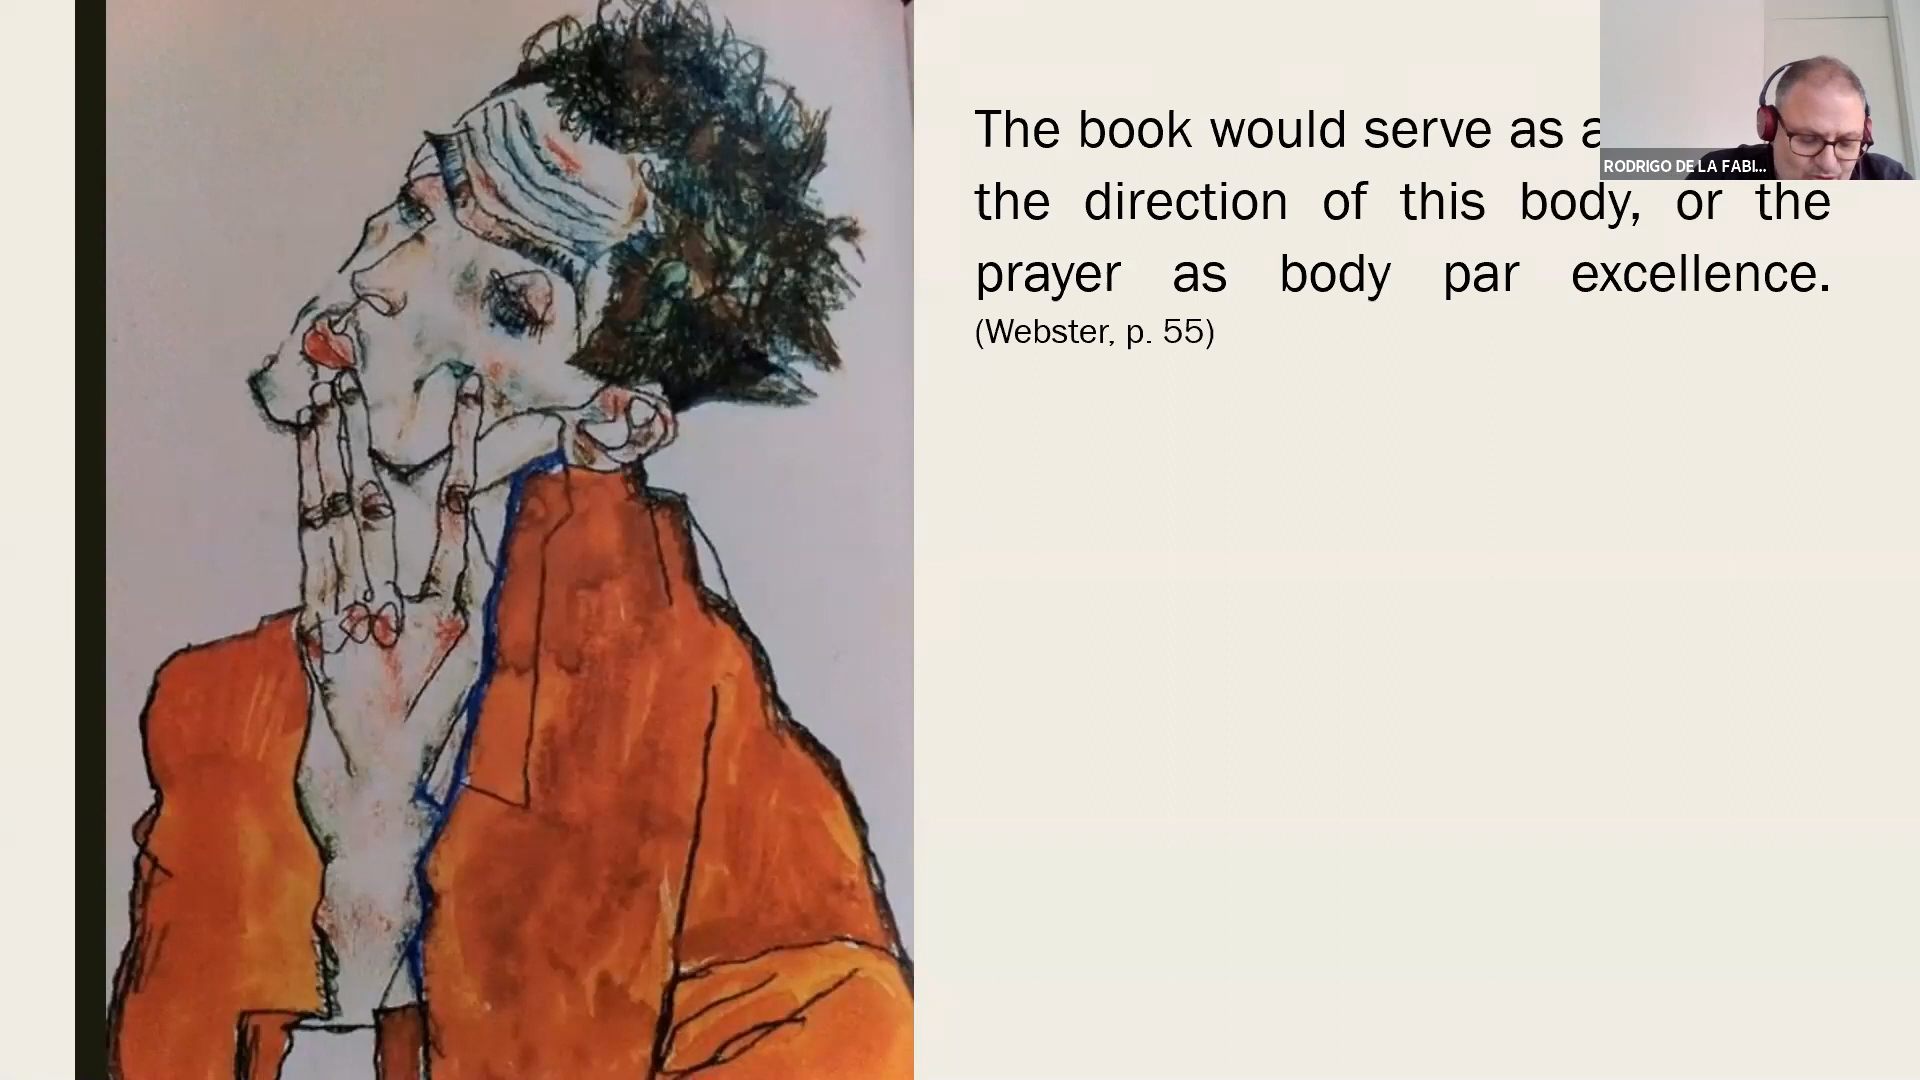 The book would serve as a
RODRIGO DE LA FABI...
the direction of this body, or the
prayer as body par excellence.
(Webster, p. 55)